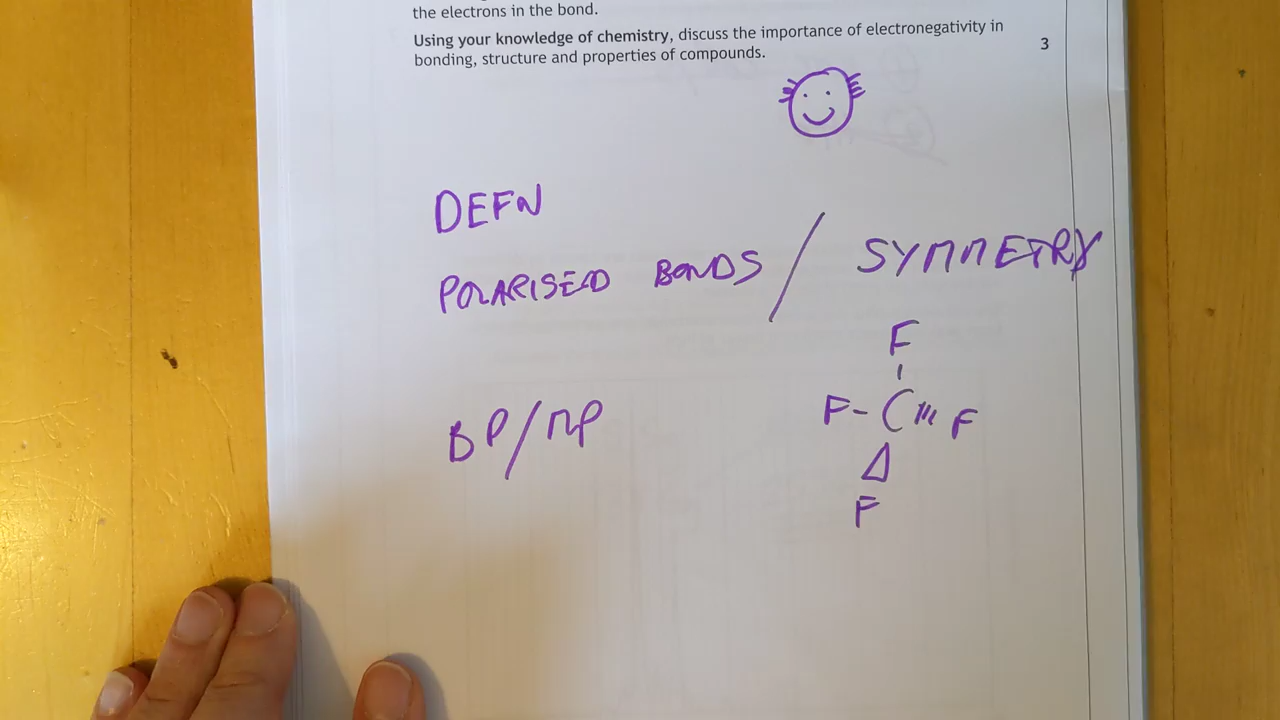 the electrons in the bond.
Using your knowledge of chemistry, discuss the importance of electronegativity in
bonding, structure and properties of compounds.
3
DEFN
POLARISED BONDS / SYMMETRY
F
F-C F
F
BP/MP